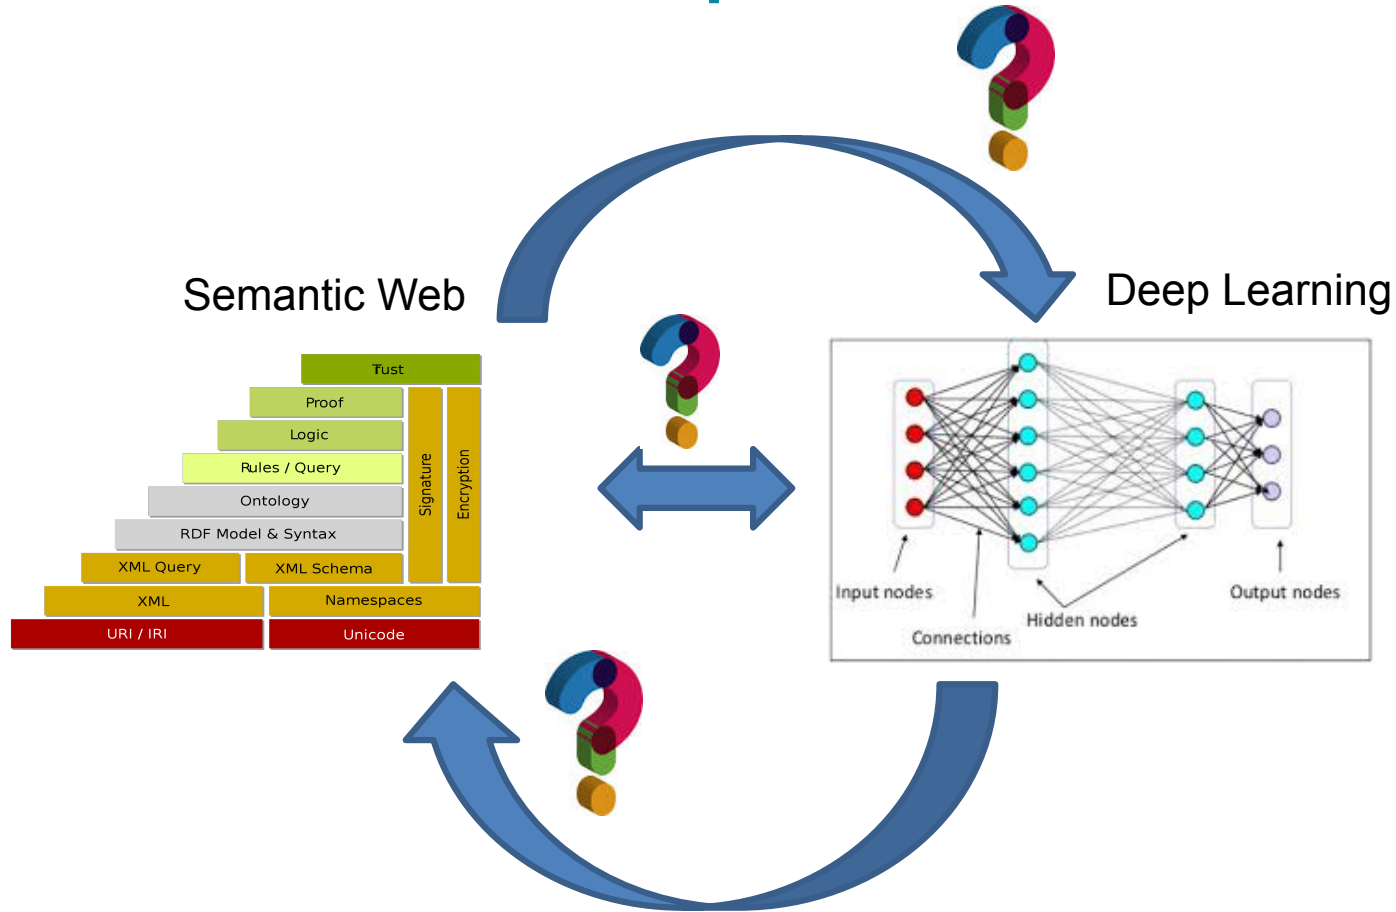 Semantic Web
Trust
Proof
Logic
Rules / Query
Ontology
RDF Model & Syntax
XML Query
XML Schema
XML
Namespaces
URI / IRI
Unicode
Signature
Encryption
Deep Learning
Input nodes
Connections
Hidden nodes
Output nodes